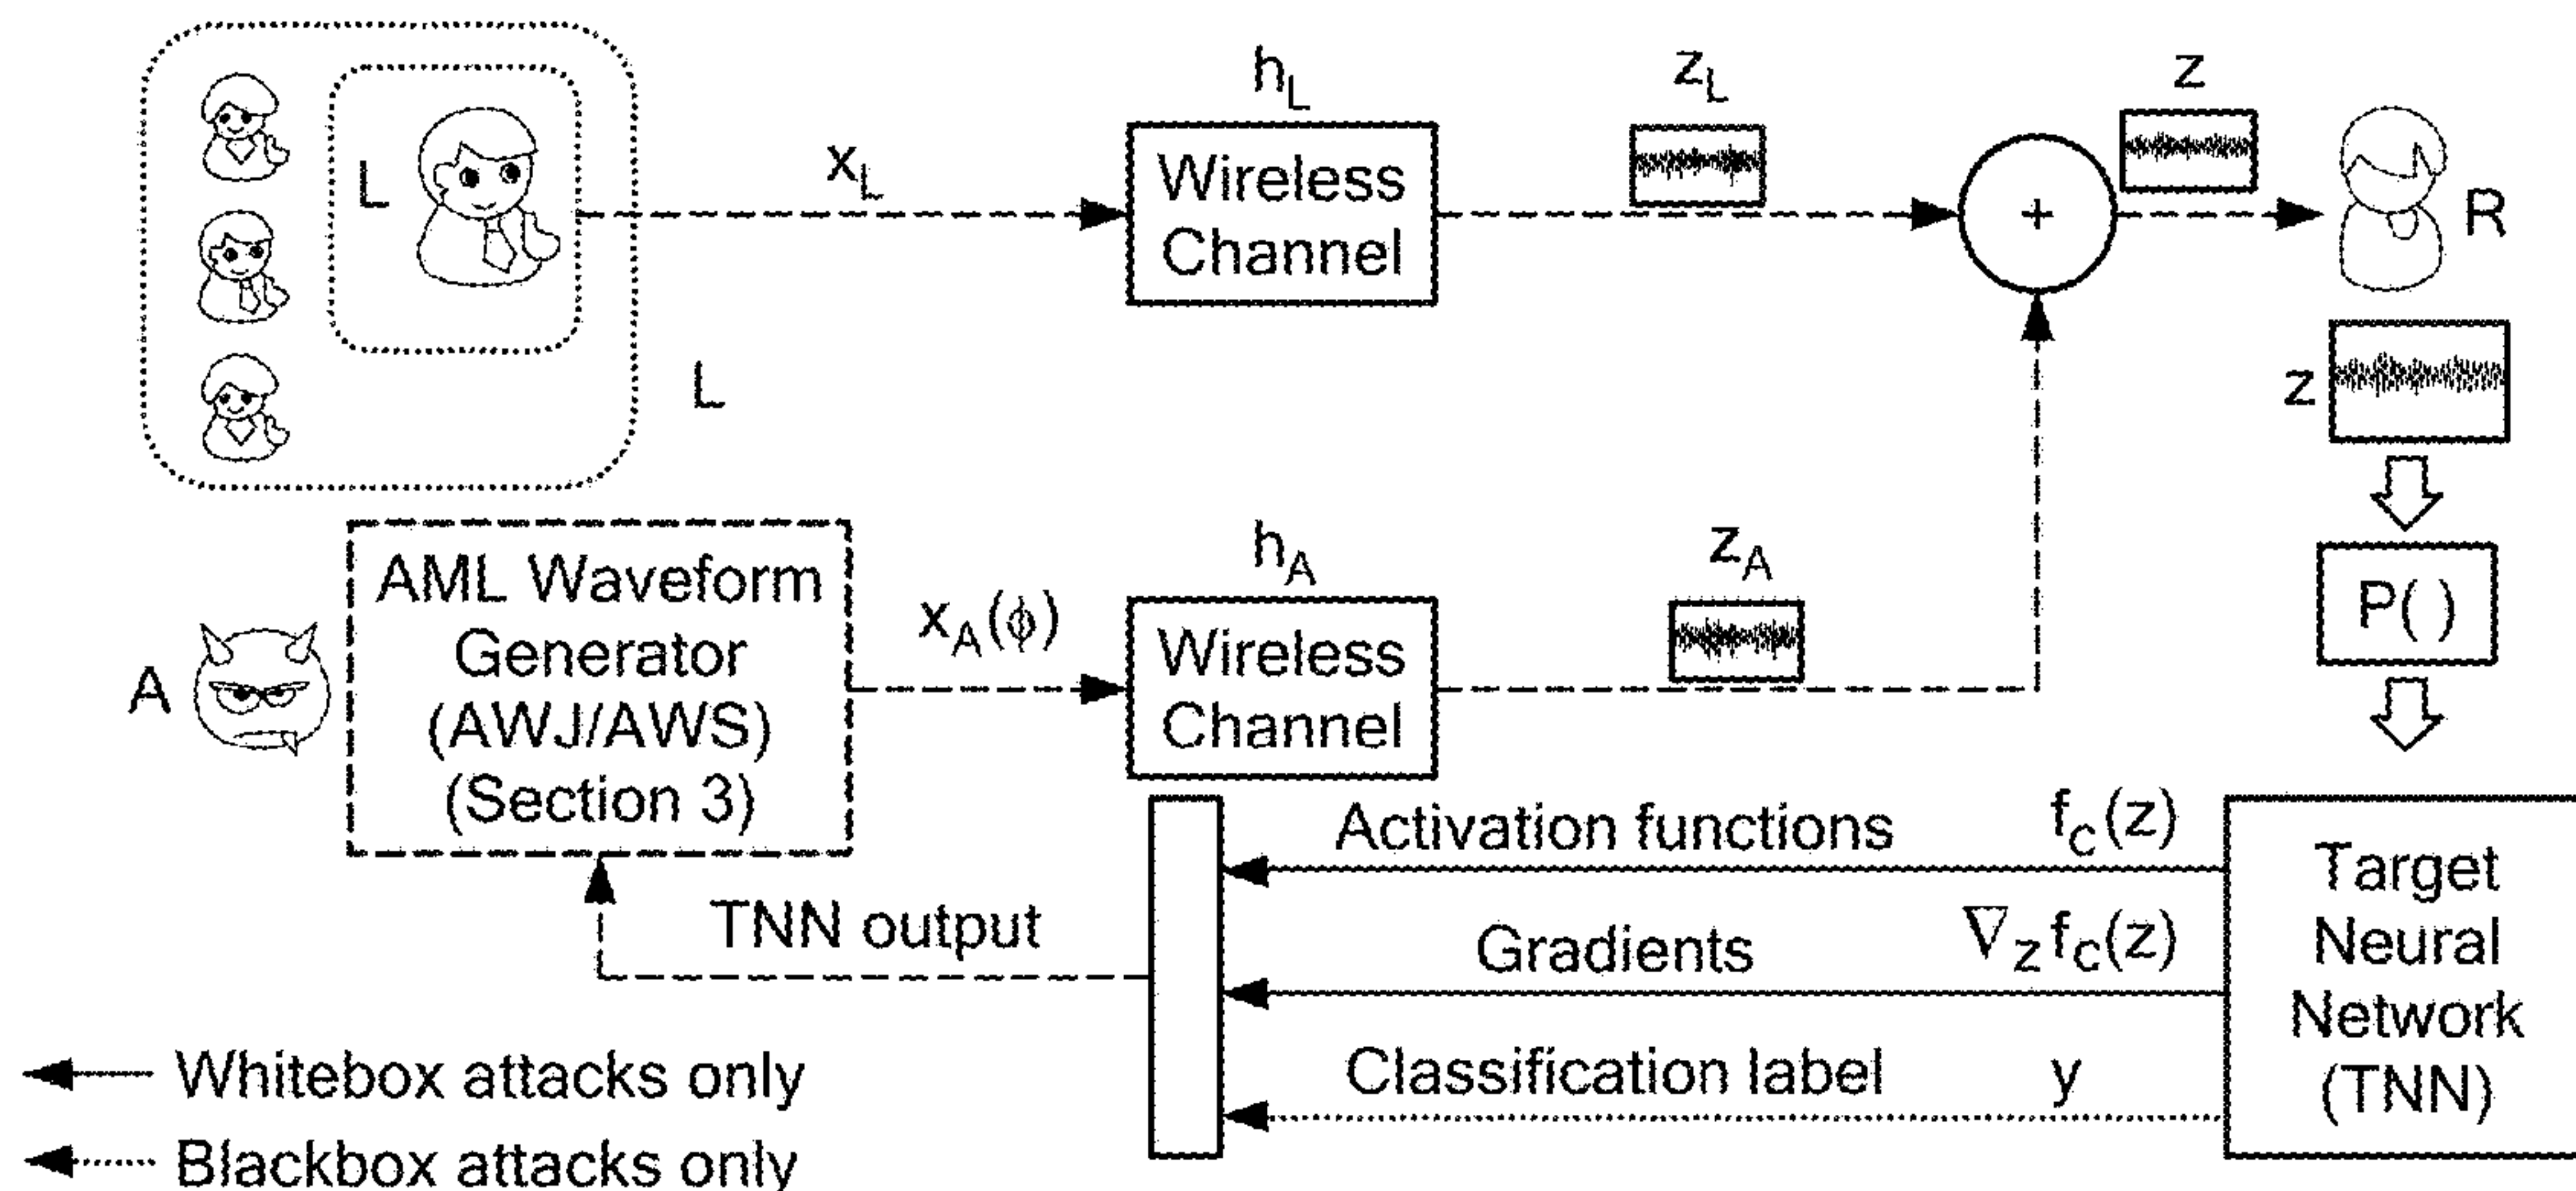 h_L
z_L
z
L
x_L
Wireless
Channel
+
R
L
z
A
AML Waveform
Generator
(AWJ/AWS)
(Section 3)
x_A(ϕ)
h_A
Wireless
Channel
z_A
P( )
Activation functions f_c(z)
Gradients ∇_z f_c(z)
Classification label y
Target
Neural
Network
(TNN)
TNN output
Whitebox attacks only
Blackbox attacks only